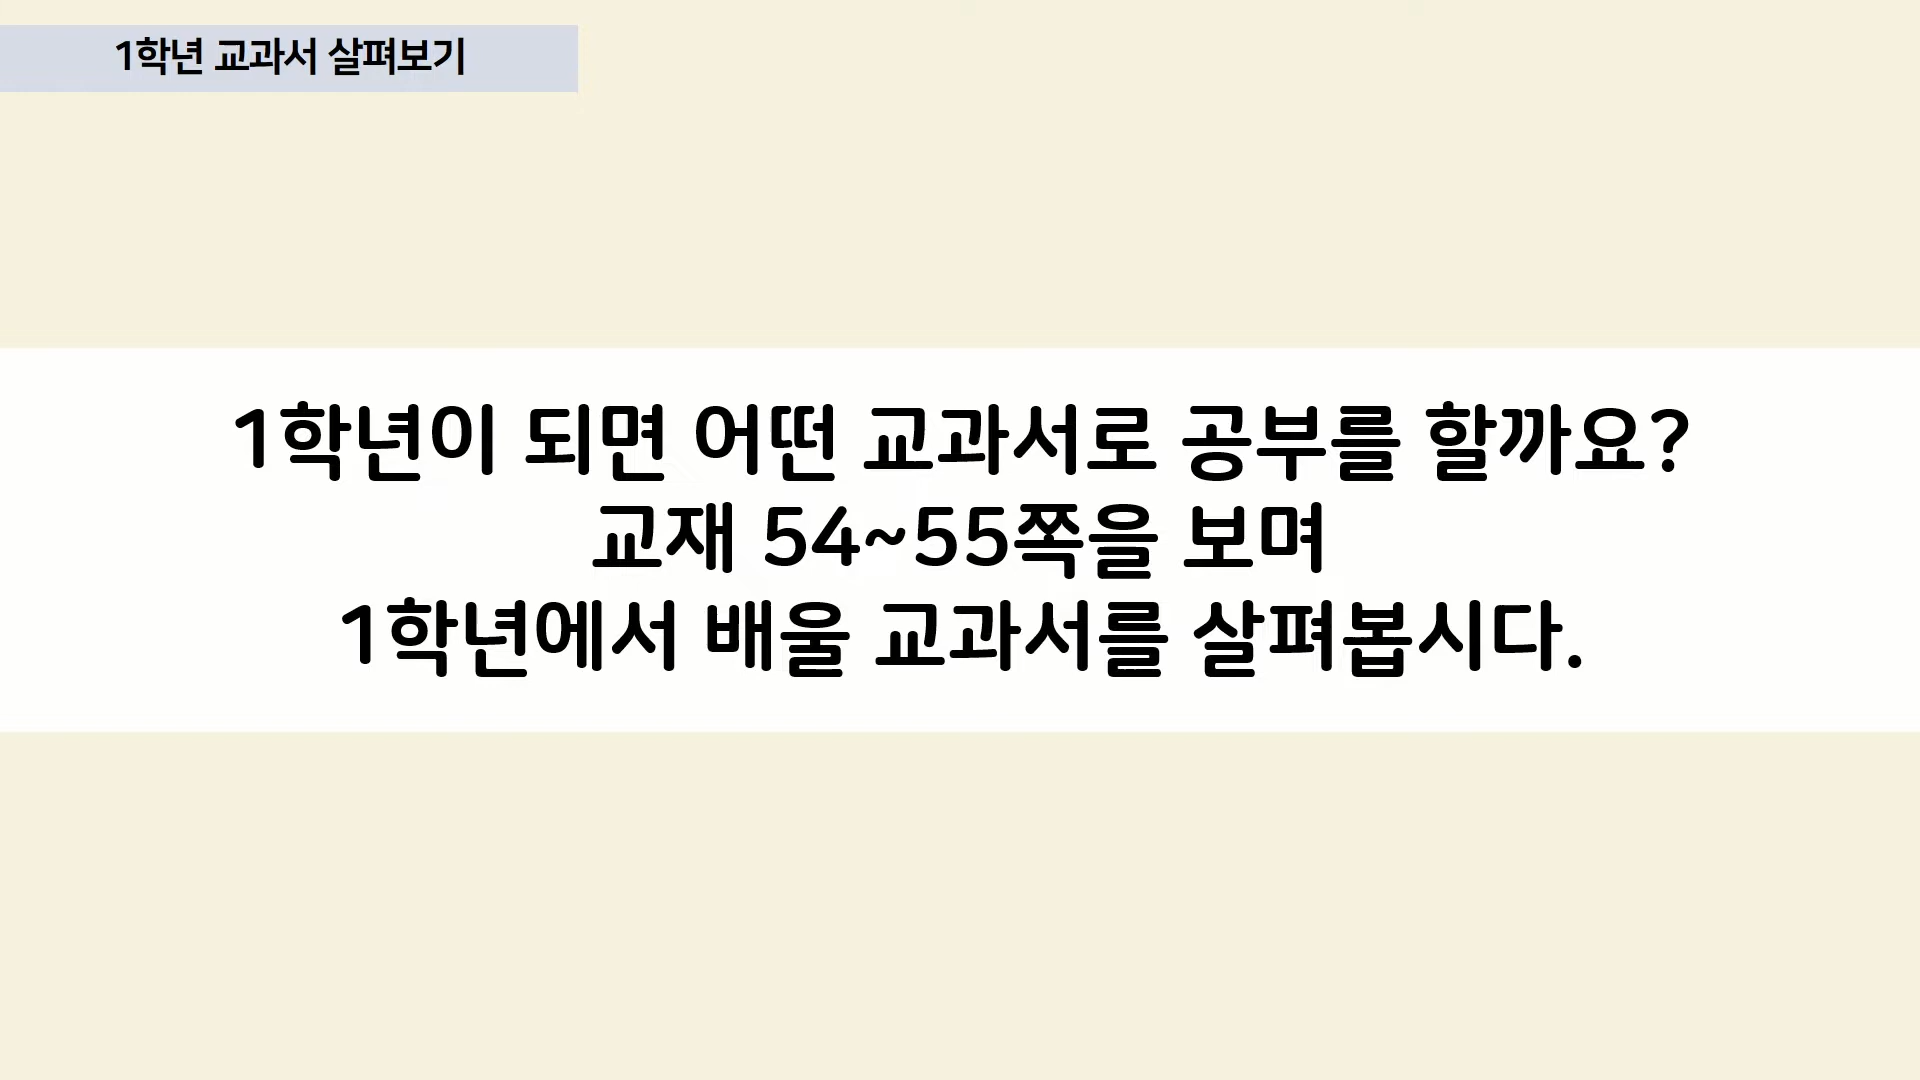 1학년 교과서 살펴보기
1학년이 되면 어떤 교과서로 공부를 할까요?
교재 54~55쪽을 보며
1학년에서 배울 교과서를 살펴봅시다.